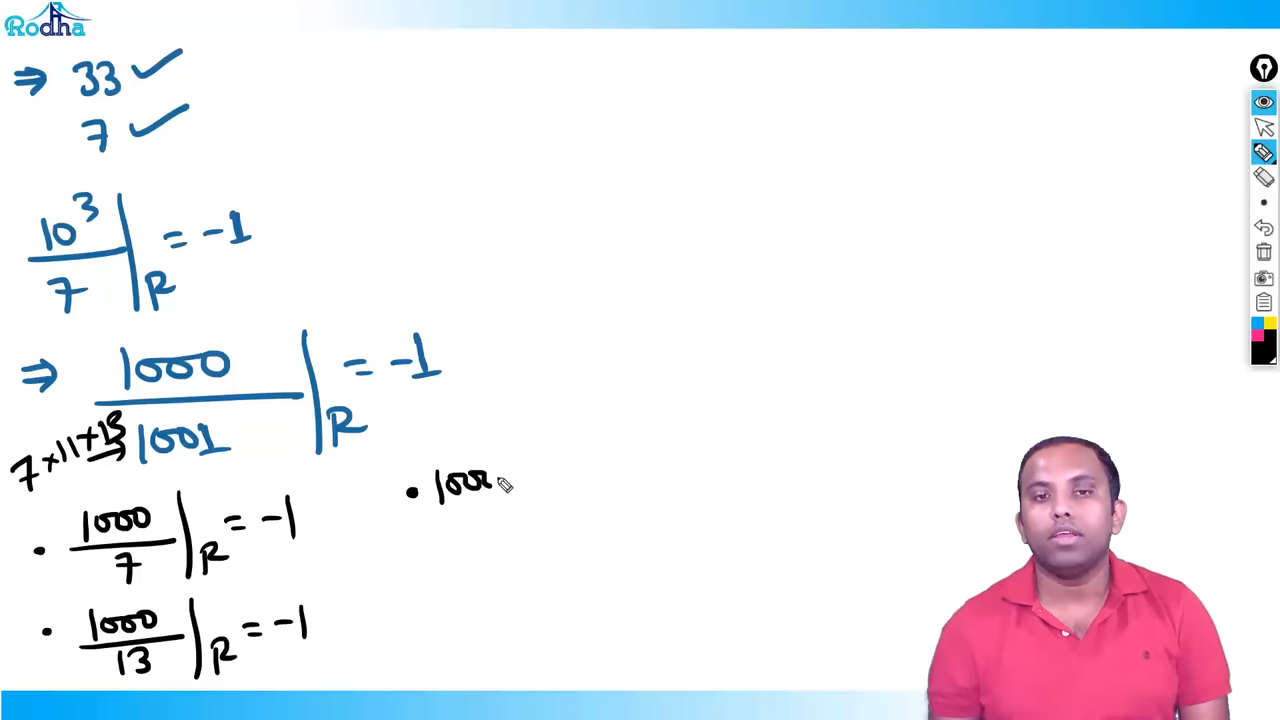 Rodha
⇒ 33 ✓
7 ✓
10³/7 |R = -1
⇒ 1000/1001 |R = -1
7×11×13 →
• 1000/7 |R = -1
• 1000/13 |R = -1
• 1000